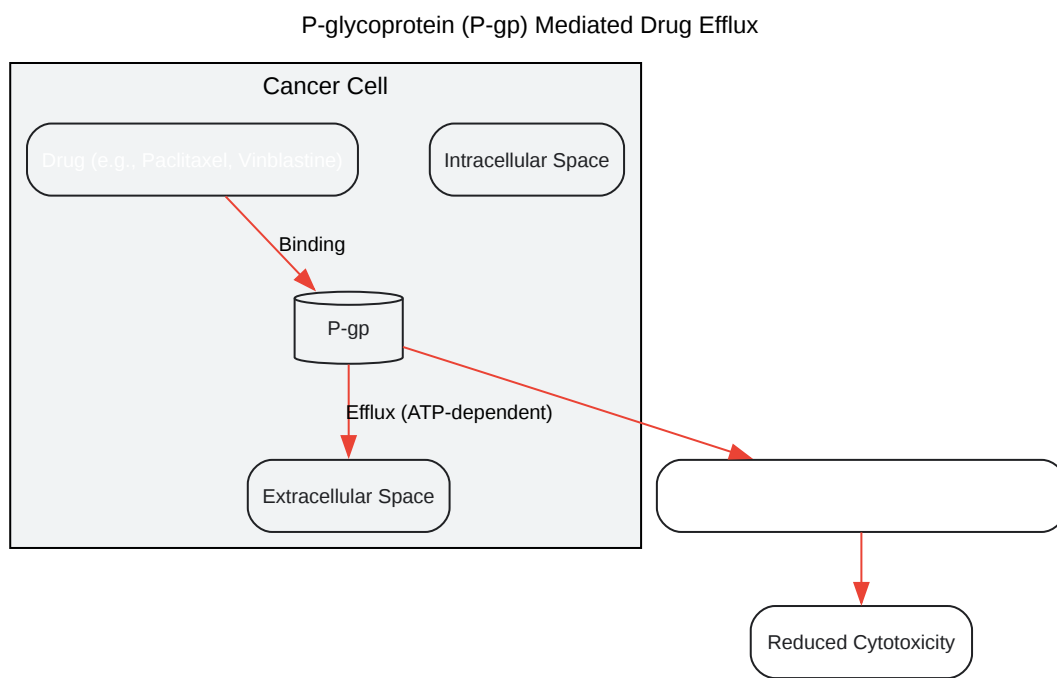 P-glycoprotein (P-gp) Mediated Drug Efflux
Cancer Cell
Drug (e.g., Paclitaxel, Vinblastine)
Intracellular Space
Binding
P-gp
Efflux (ATP-dependent)
Extracellular Space
Reduced Cytotoxicity